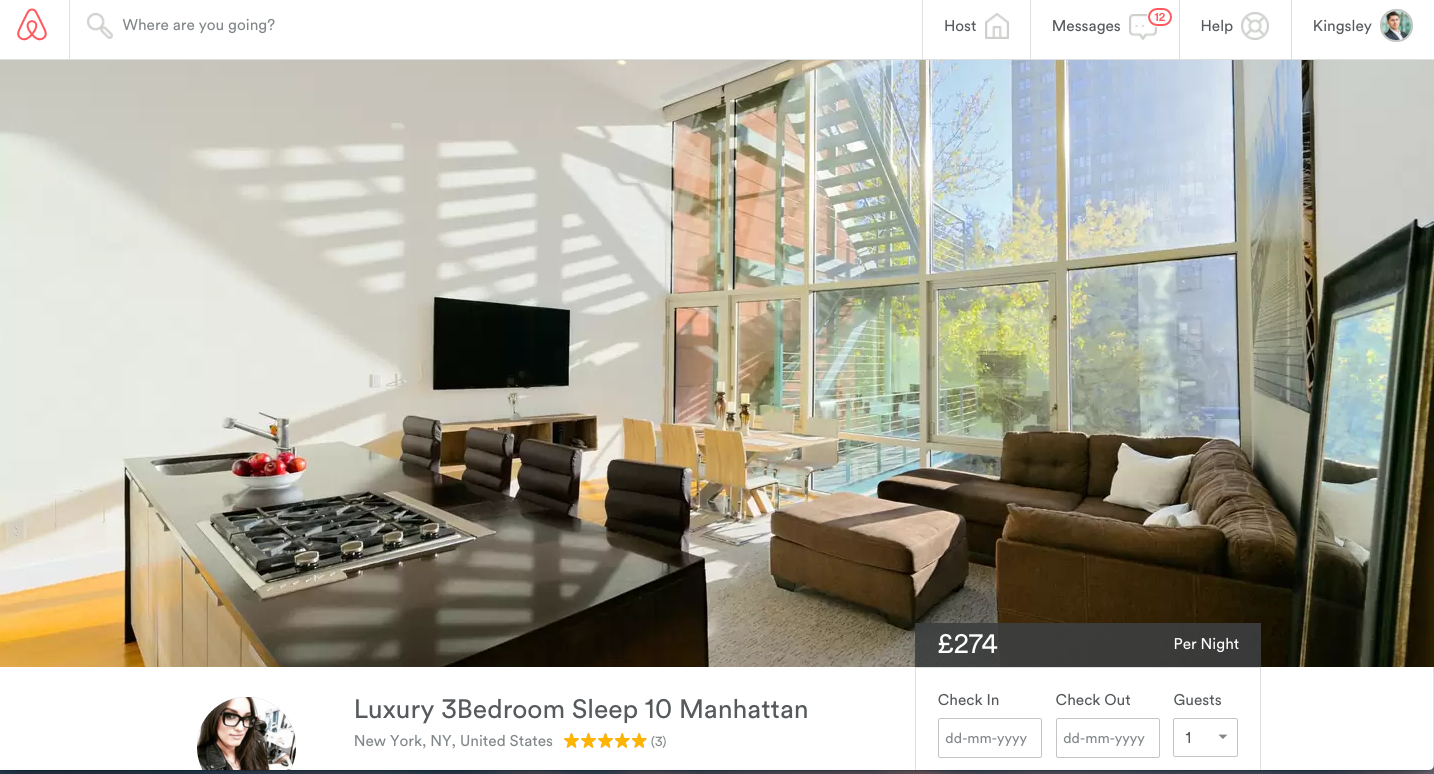 Where are you going?
Host
Messages 12
Help
Kingsley
£274 Per Night
Luxury 3Bedroom Sleep 10 Manhattan
New York, NY, United States (3)
Check In Check Out Guests
dd-mm-yyyy dd-mm-yyyy 1